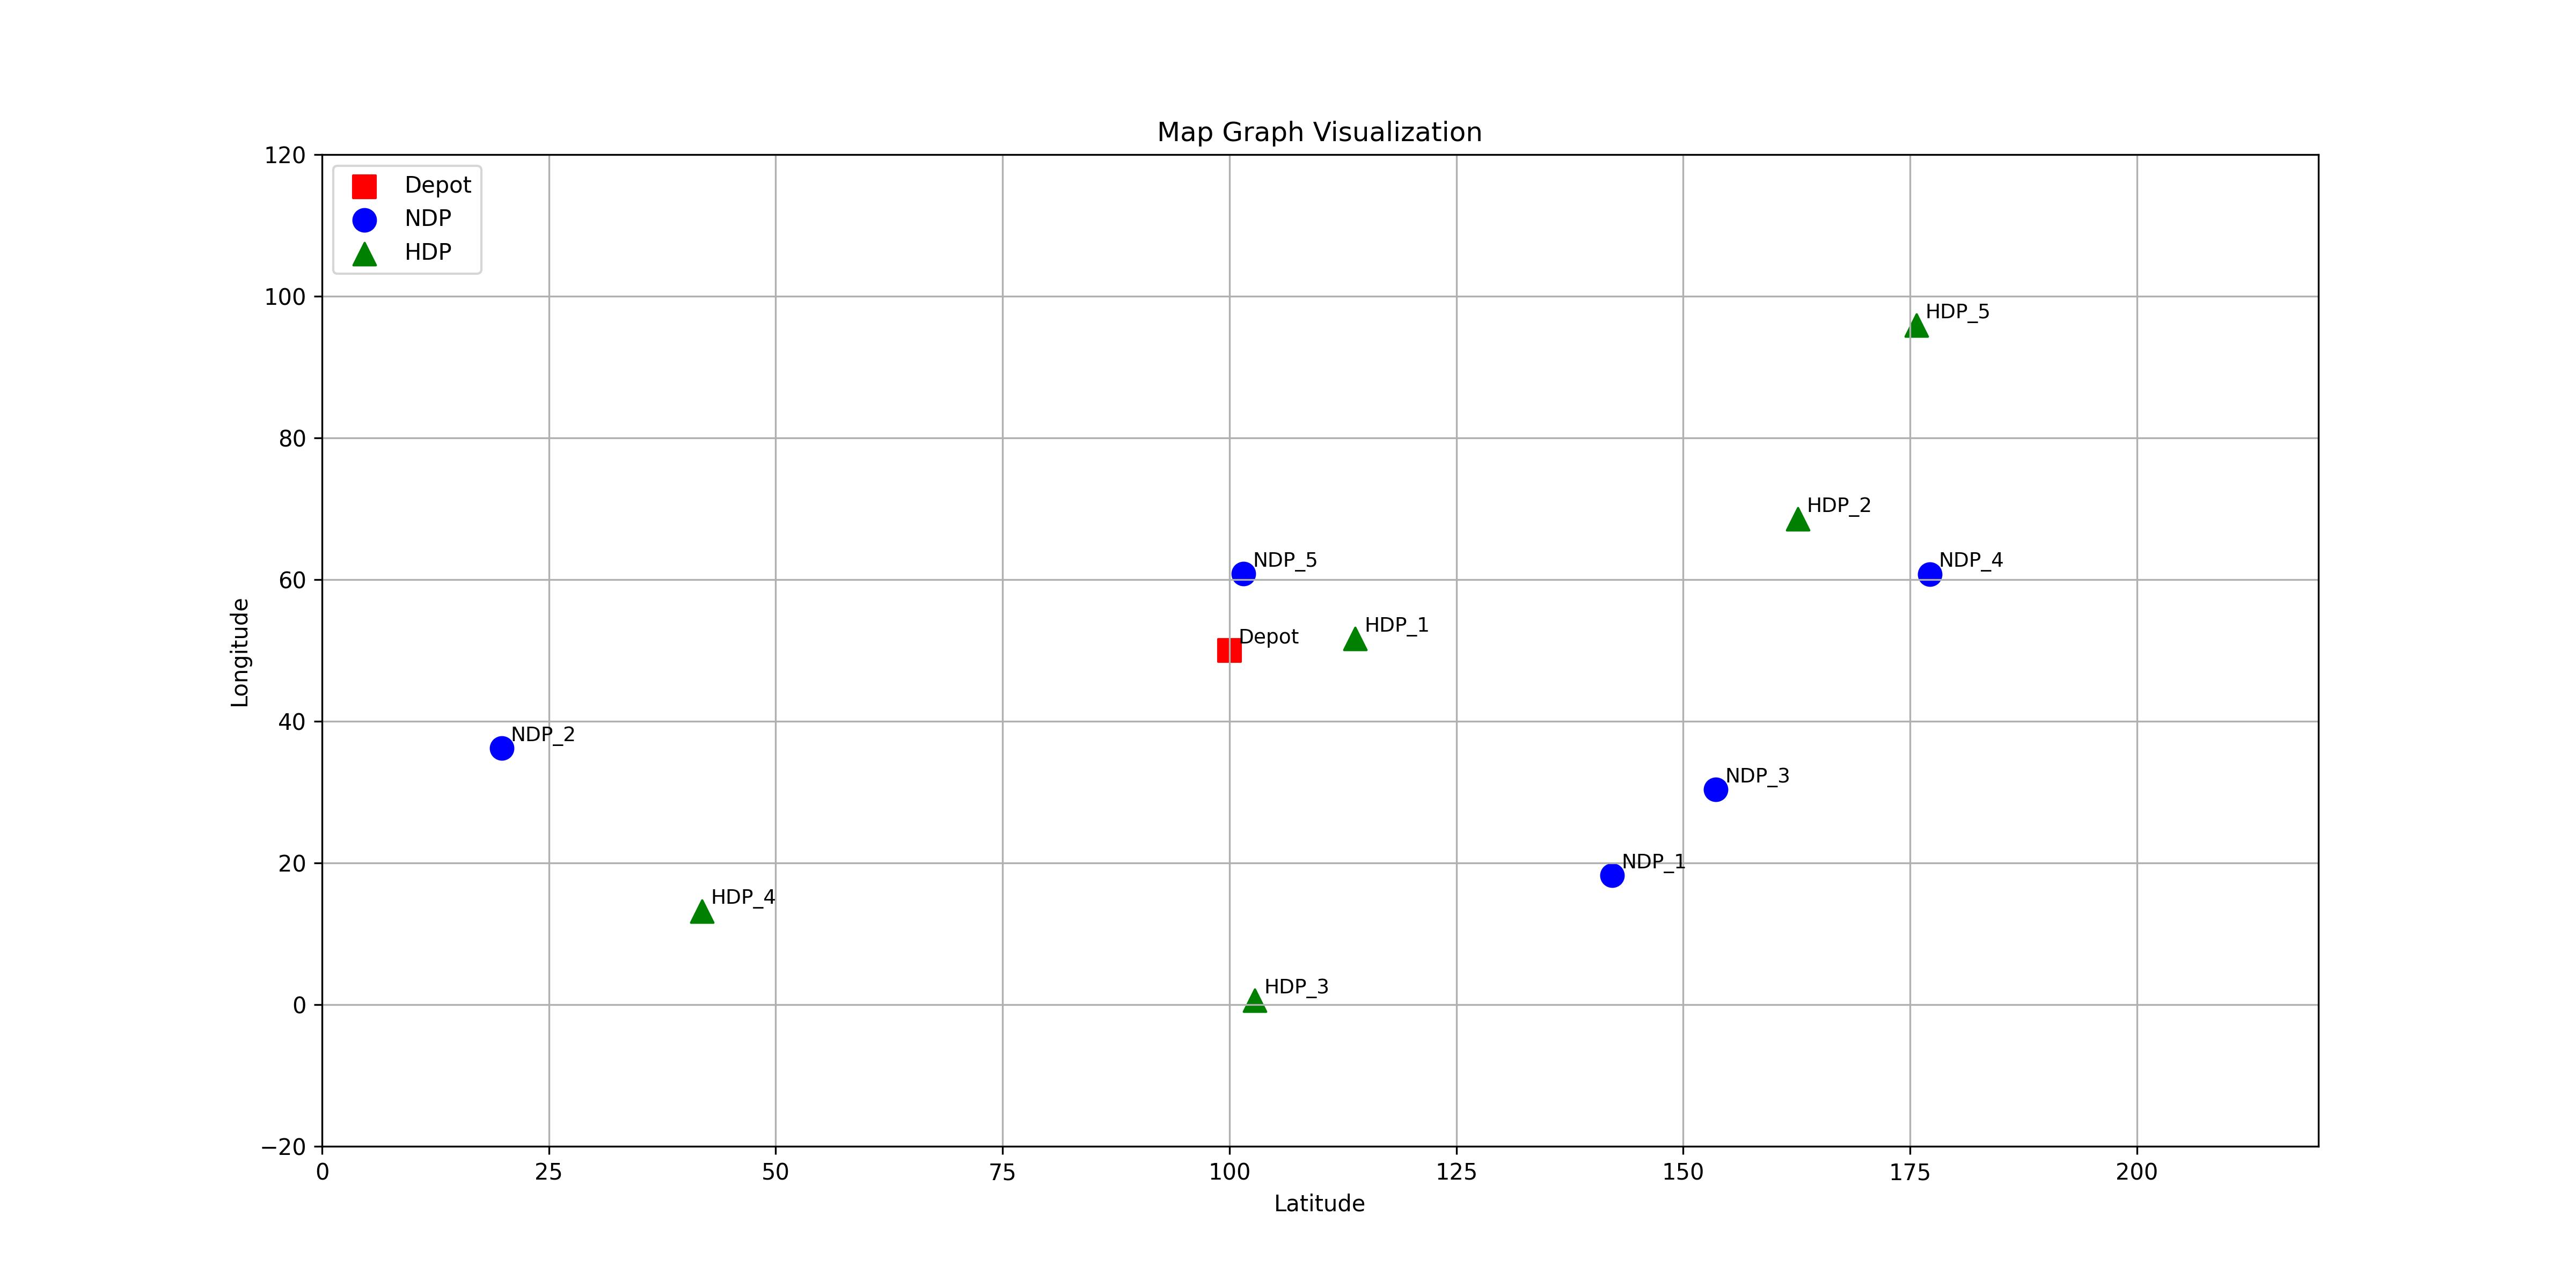 Map Graph Visualization
120
100
80
60
40
20
0
−20
Longitude
Depot
NDP
HDP
HDP_5
HDP_2
NDP_5
NDP_4
HDP_1
Depot
NDP_2
NDP_3
NDP_1
HDP_4
HDP_3
0 25 50 75 100 125 150 175 200
Latitude